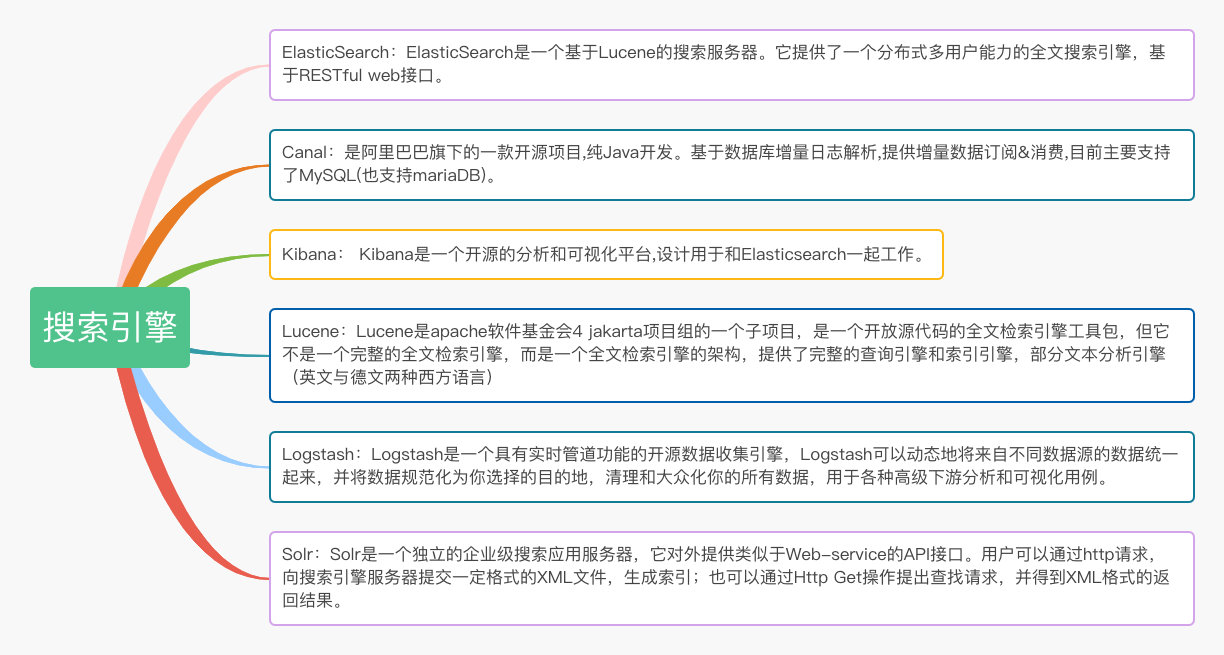 搜索引擎
ElasticSearch：ElasticSearch是一个基于Lucene的搜索服务器。它提供了一个分布式多用户能力的全文搜索引擎，基
于RESTful web接口。
Canal：是阿里巴巴旗下的一款开源项目,纯Java开发。基于数据库增量日志解析,提供增量数据订阅&消费,目前主要支持
了MySQL(也支持mariaDB)。
Kibana： Kibana是一个开源的分析和可视化平台,设计用于和Elasticsearch一起工作。
Lucene：Lucene是apache软件基金会4 jakarta项目组的一个子项目，是一个开放源代码的全文检索引擎工具包，但它
不是一个完整的全文检索引擎，而是一个全文检索引擎的架构，提供了完整的查询引擎和索引引擎，部分文本分析引擎
（英文与德文两种西方语言）
Logstash：Logstash是一个具有实时管道功能的开源数据收集引擎，Logstash可以动态地将来自不同数据源的数据统一
起来，并将数据规范化为你选择的目的地，清理和大众化你的所有数据，用于各种高级下游分析和可视化用例。
Solr：Solr是一个独立的企业级搜索应用服务器，它对外提供类似于Web-service的API接口。用户可以通过http请求，
向搜索引擎服务器提交一定格式的XML文件，生成索引；也可以通过Http Get操作提出查找请求，并得到XML格式的返
回结果。